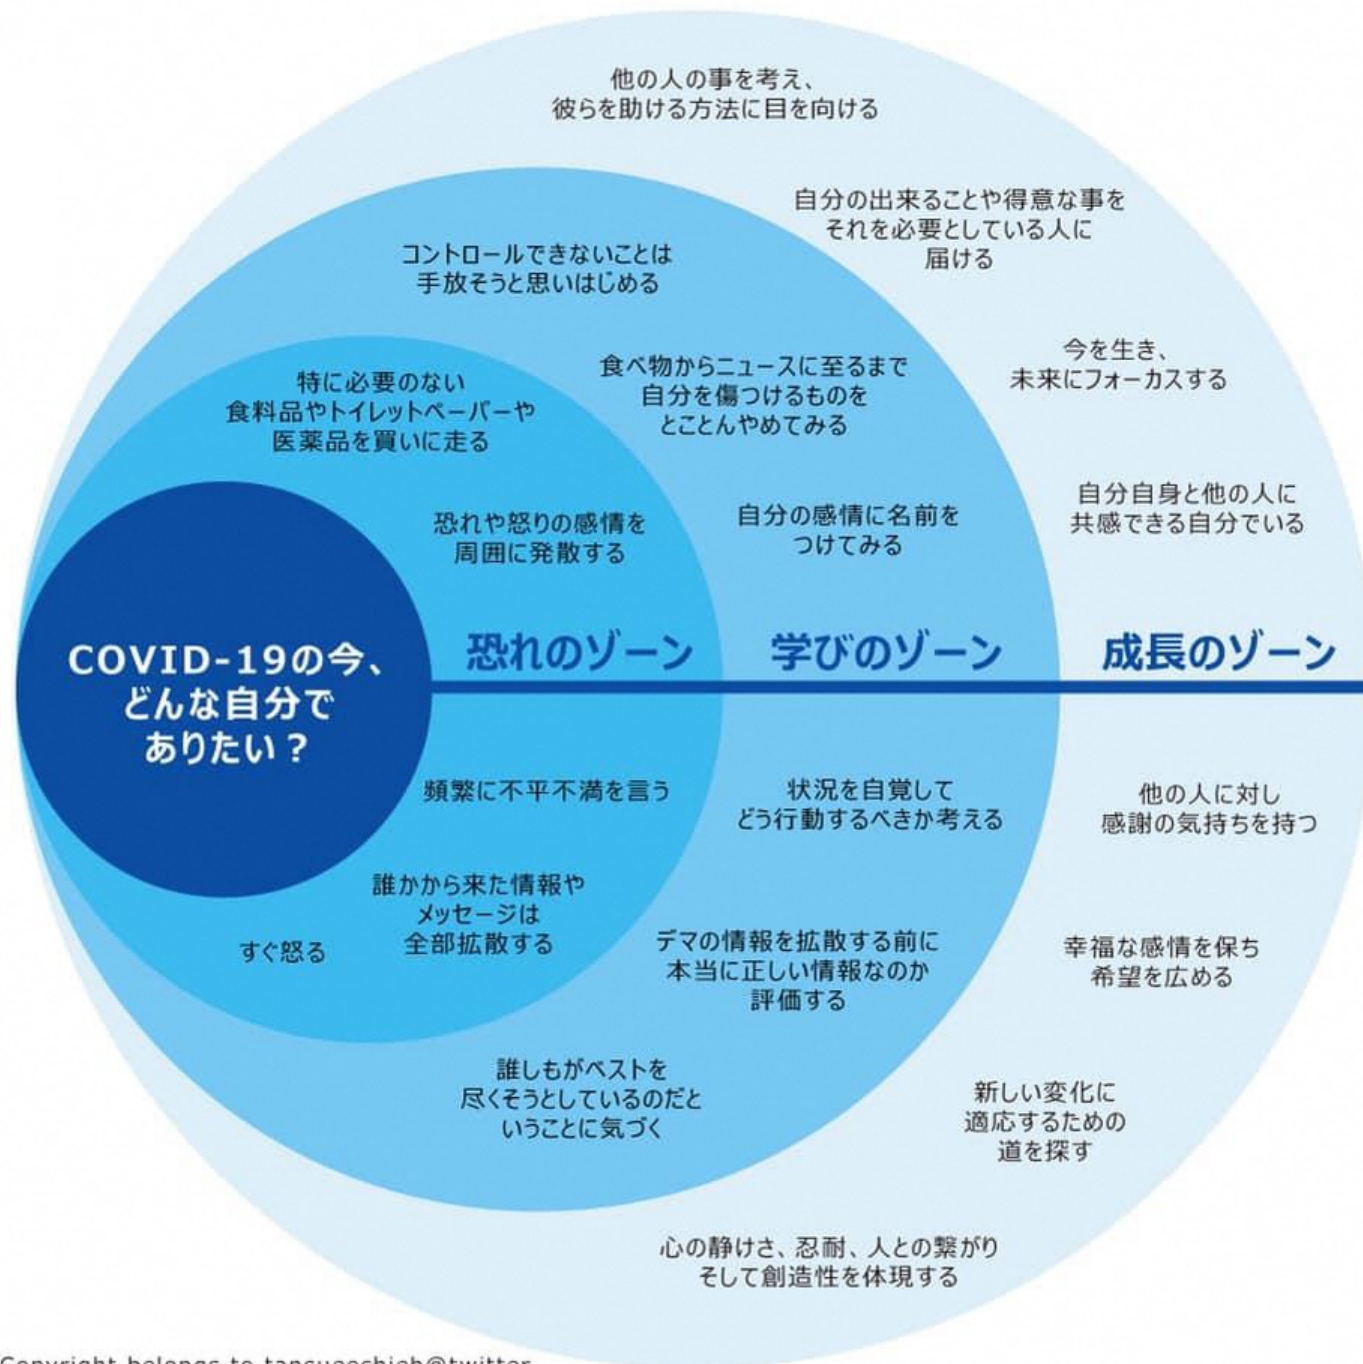 他の人の事を考え、
彼らを助ける方法に目を向ける
自分の出来ることや得意な事を
それを必要としている人に
届ける
今を生き、
未来にフォーカスする
自分自身と他の人に
共感できる自分でいる
コントロールできないことは
手放そうと思いはじめる
食べ物からニュースに至るまで
自分を傷つけるものを
とことんやめてみる
自分の感情に名前を
つけてみる
特に必要のない
食料品やトイレットペーパーや
医薬品を買いに走る
恐れや怒りの感情を
周囲に発散する
COVID-19の今、
どんな自分で
ありたい？
恐れのゾーン
学びのゾーン
成長のゾーン
頻繁に不平不満を言う
誰かから来た情報や
メッセージは
全部拡散する
すぐ怒る
状況を自覚して
どう行動するべきか考える
デマの情報を拡散する前に
本当に正しい情報なのか
評価する
誰しもがベストを
尽くそうとしているのだと
いうことに気づく
他の人に対し
感謝の気持ちを持つ
幸福な感情を保ち
希望を広める
新しい変化に
適応するための
道を探す
心の静けさ、忍耐、人との繋がり
そして創造性を体現する
Copyright belongs to tansueechieh@twitter